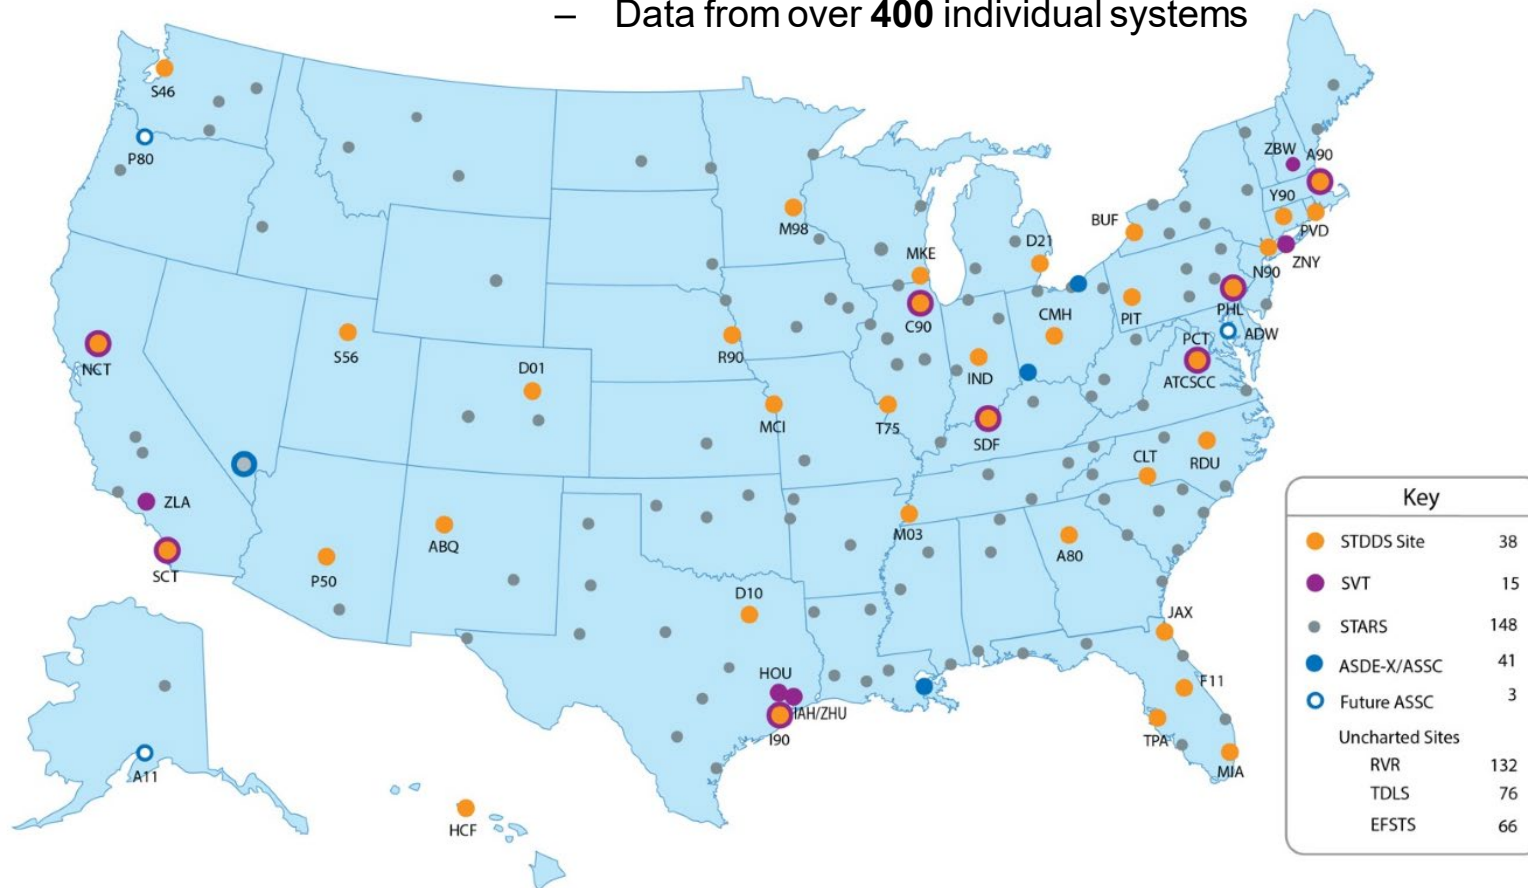 – Data from over 400 individual systems
S46
P80
ZBW
A90
Y90
BUF
PVD
M98
D21
ZNY
MKE
N90
PHL
C90
CMH
PIT
ADW
NCT
S56
R90
PCT
D01
IND
ATCSCC
MCI
T75
SDF
CLT
RDU
ZLA
M03
ABQ
A80
SCT
P50
D10
JAX
HOU
F11
IAH/ZHU
I90
TPA
MIA
A11
HCF
Key
STDDS Site 38
SVT 15
STARS 148
ASDE-X/ASSC 41
Future ASSC 3
Uncharted Sites
RVR 132
TDLS 76
EFSTS 66